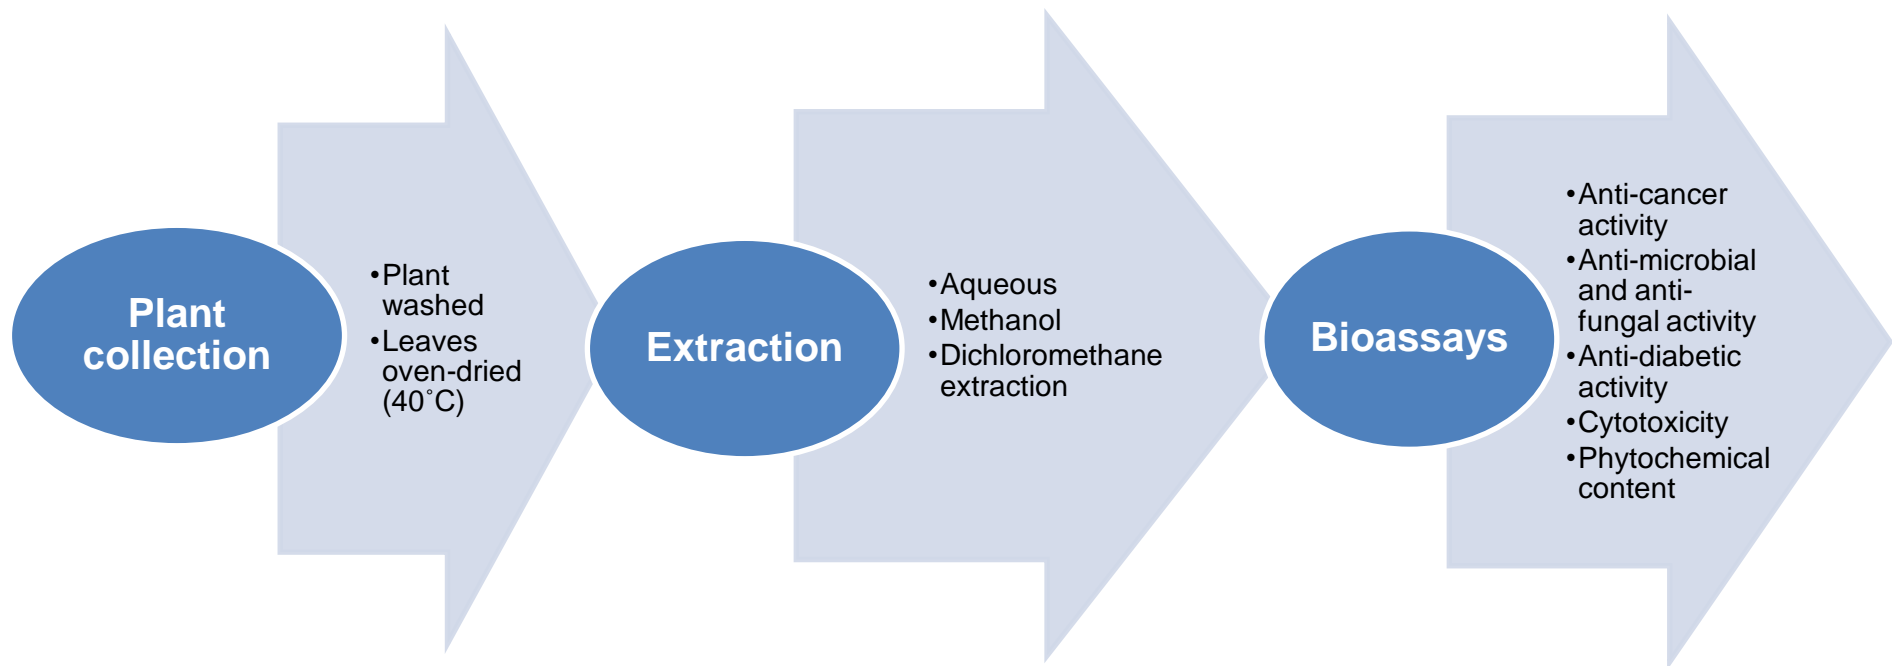 Plant
collection
•Plant
washed
•Leaves
oven-dried
(40˚C)
Extraction
•Aqueous
•Methanol
•Dichloromethane
extraction
Bioassays
•Anti-cancer
activity
•Anti-microbial
and anti-
fungal activity
•Anti-diabetic
activity
•Cytotoxicity
•Phytochemical
content